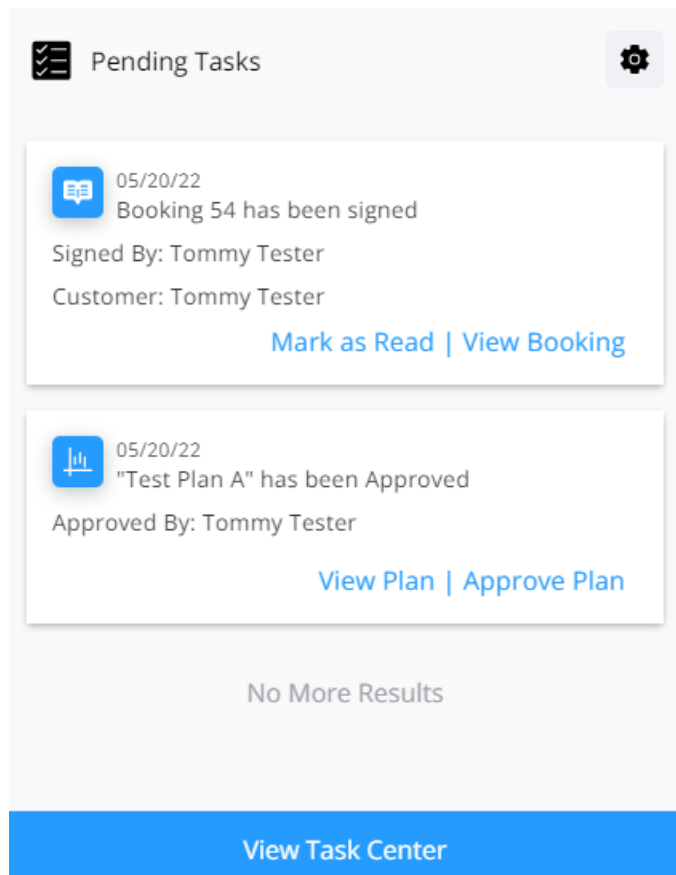 Pending Tasks
05/20/22
Booking 54 has been signed
Signed By: Tommy Tester
Customer: Tommy Tester
Mark as Read | View Booking
05/20/22
"Test Plan A" has been Approved
Approved By: Tommy Tester
View Plan | Approve Plan
No More Results
View Task Center